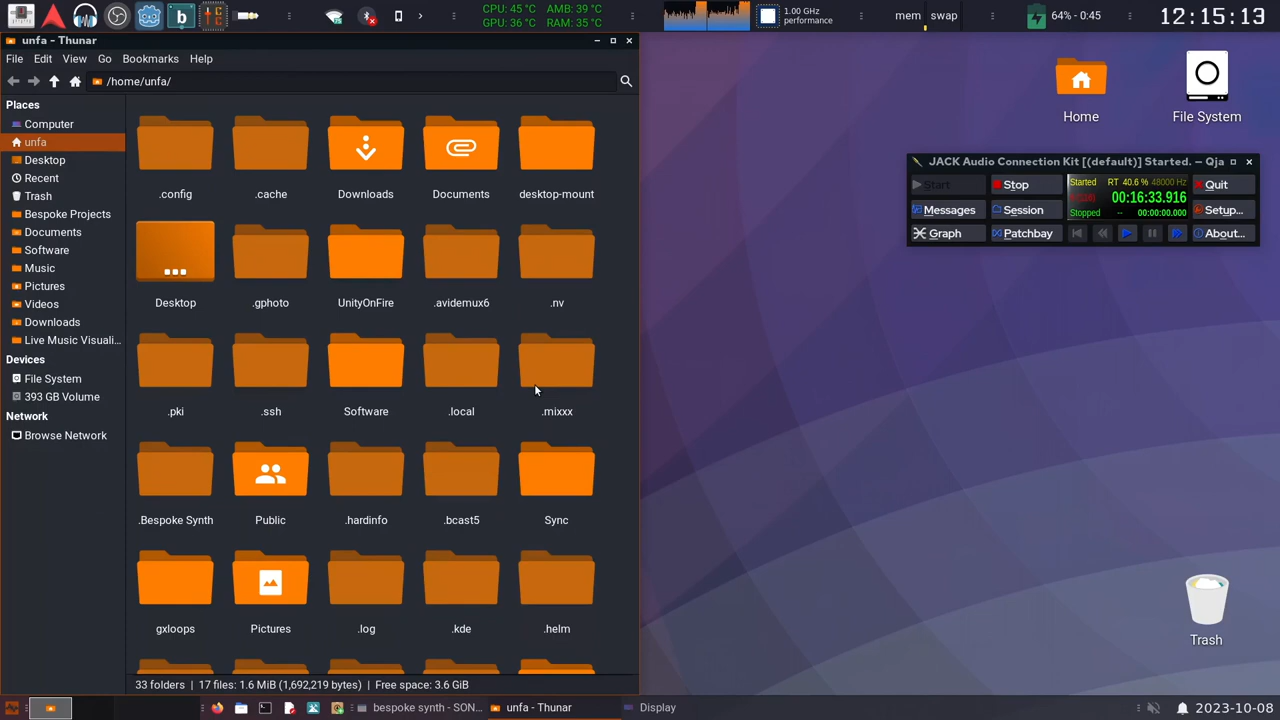 CPU: 45 °C AMB: 39 °C
GPU: 36 °C RAM: 35 °C
1.00 GHz
performance
mem
swap
64% - 0:45
12:15:13
unfa - Thunar
File Edit View Go Bookmarks Help
/home/unfa/
Places
Computer
unfa
Desktop
Recent
Trash
Bespoke Projects
Documents
Software
Music
Pictures
Videos
Downloads
Live Music Visuali...
Devices
File System
393 GB Volume
Network
Browse Network
.config
.cache
Downloads
Documents
desktop-mount
Desktop
.gphoto
UnityOnFire
.avidemux6
.nv
.pki
.ssh
Software
.local
.mixxx
.Bespoke Synth
Public
.hardinfo
.bcast5
Sync
gxloops
Pictures
.log
.kde
.helm
33 folders | 17 files: 1.6 MiB (1,692,219 bytes) | Free space: 3.6 GiB
Home
File System
JACK Audio Connection Kit [(default)] Started. — Qja
Start
Stop
Started RT 40.6 % 48000 Hz
00:16:33.916
Stopped -- 00:00:00.000
Quit
Messages
Session
Setup...
Graph
Patchbay
About...
Trash
bespoke synth - SON...
unfa - Thunar
Display
2023-10-08